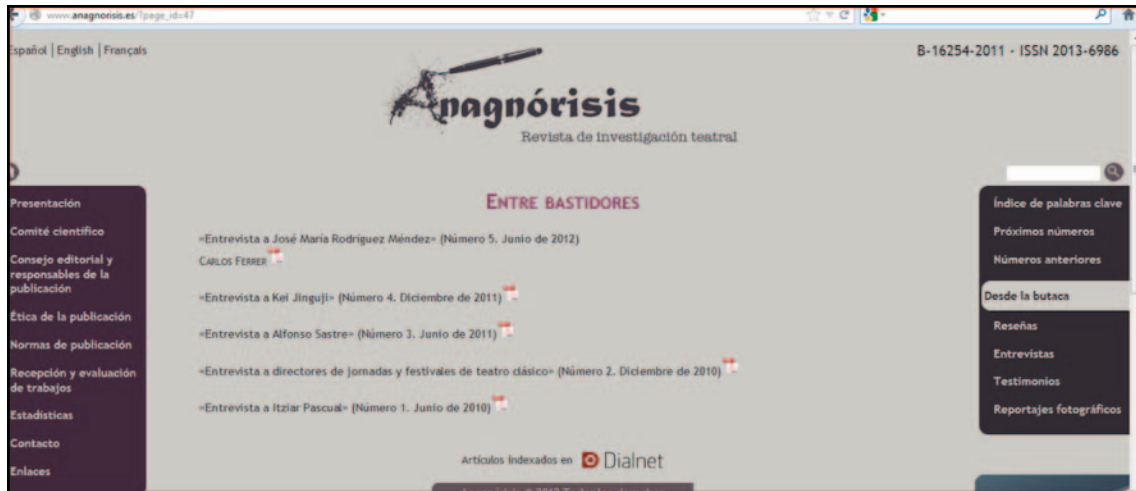 www.anagnorisis.es/?page_id=47
Español | English | Français
B-16254-2011 - ISSN 2013-6986
Anagnórisis
Revista de investigación teatral
Presentación
Comité científico
Consejo editorial y
responsables de la
publicación
Ética de la publicación
Normas de publicación
Recepción y evaluación
de trabajos
Estadísticas
Contacto
Enlaces
ENTRE BASTIDORES
«Entrevista a José María Rodríguez Méndez» (Número 5. Junio de 2012)
CARLOS FERRER
«Entrevista a Kei Jinguji» (Número 4. Diciembre de 2011)
«Entrevista a Alfonso Sastre» (Número 3. Junio de 2011)
«Entrevista a directores de jornadas y festivales de teatro clásico» (Número 2. Diciembre de 2010)
«Entrevista a Itziar Pascual» (Número 1. Junio de 2010)
Artículos indexados en Dialnet
Índice de palabras clave
Próximos números
Números anteriores
Desde la butaca
Reseñas
Entrevistas
Testimonios
Reportajes fotográficos